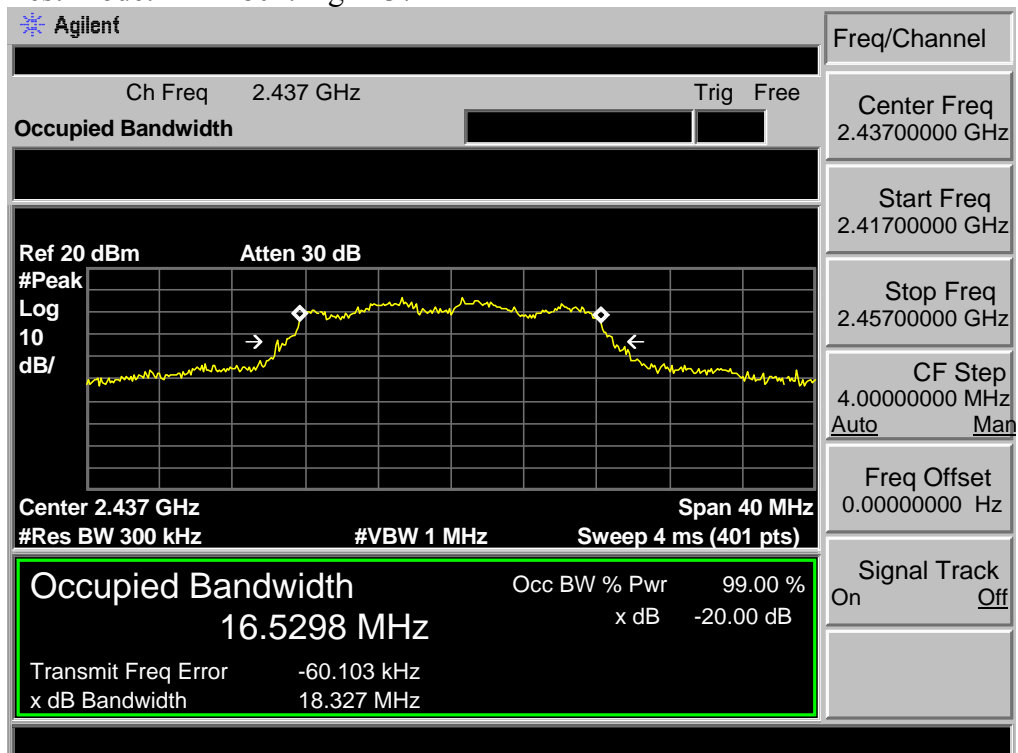 Agilent
Freq/Channel
Ch Freq 2.437 GHz Trig Free
Occupied Bandwidth
Center Freq
2.43700000 GHz
Start Freq
2.41700000 GHz
Stop Freq
2.45700000 GHz
CF Step
4.00000000 MHz
Auto Man
Freq Offset
0.00000000 Hz
Signal Track
On Off
Ref 20 dBm Atten 30 dB
#Peak
Log
10
dB/
Center 2.437 GHz Span 40 MHz
#Res BW 300 kHz #VBW 1 MHz Sweep 4 ms (401 pts)
Occupied Bandwidth
16.5298 MHz
Occ BW % Pwr 99.00 %
x dB -20.00 dB
Transmit Freq Error -60.103 kHz
x dB Bandwidth 18.327 MHz